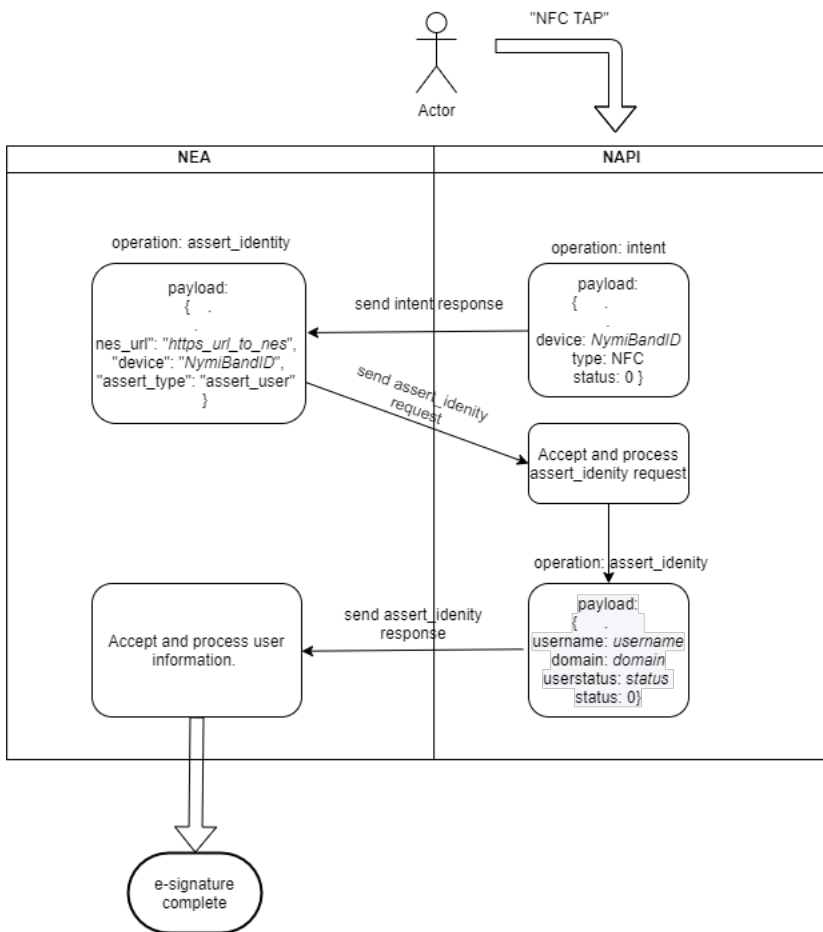 "NFC TAP"
Actor
NEA
NAPI
operation: assert_identity
payload:
{ .
.
nes_url": "https_url_to_nes",
"device": "NymiBandID",
"assert_type": "assert_user"
}
operation: intent
payload:
{ .
.
device: NymiBandID
type: NFC
status: 0 }
send intent response
send assert_idenity
request
Accept and process
assert_idenity request
operation: assert_idenity
payload:
{ .
username: username
domain: domain
userstatus: status
status: 0}
send assert_idenity
response
Accept and process user
information.
e-signature
complete